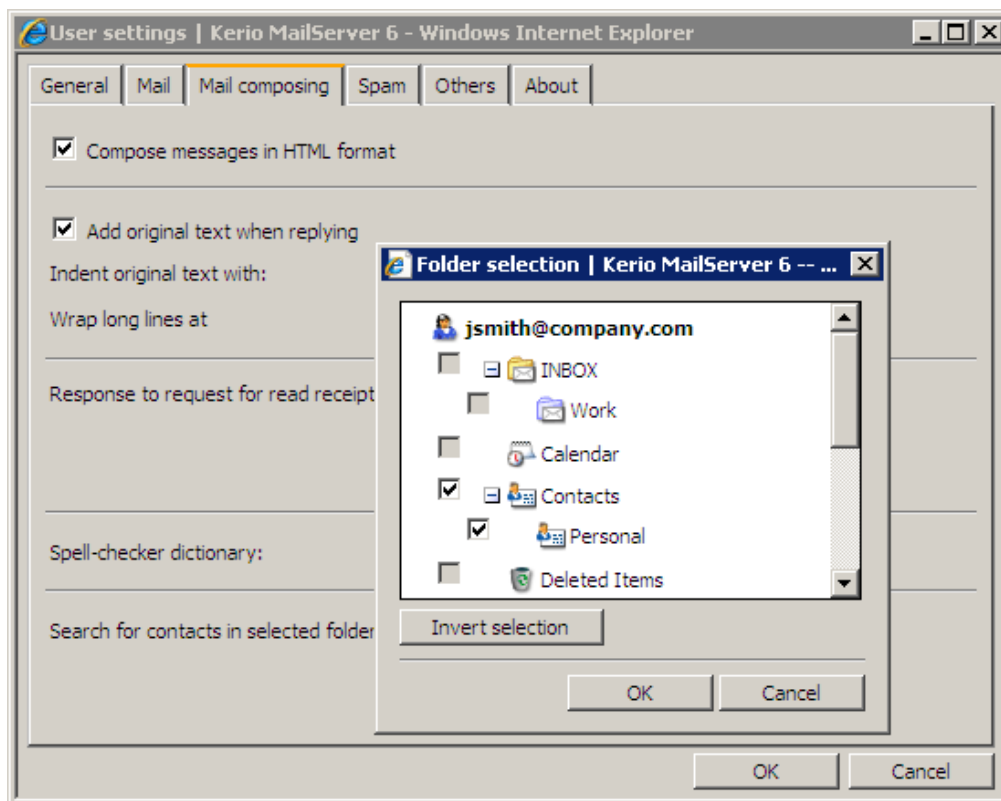 User settings | Kerio MailServer 6 - Windows Internet Explorer
General Mail Mail composing Spam Others About
Compose messages in HTML format
Add original text when replying
Indent original text with:
Wrap long lines at
Response to request for read receipt
Spell-checker dictionary:
Search for contacts in selected folder
Folder selection | Kerio MailServer 6 -- ...
jsmith@company.com
INBOX
Work
Calendar
Contacts
Personal
Deleted Items
Invert selection
OK Cancel
OK Cancel